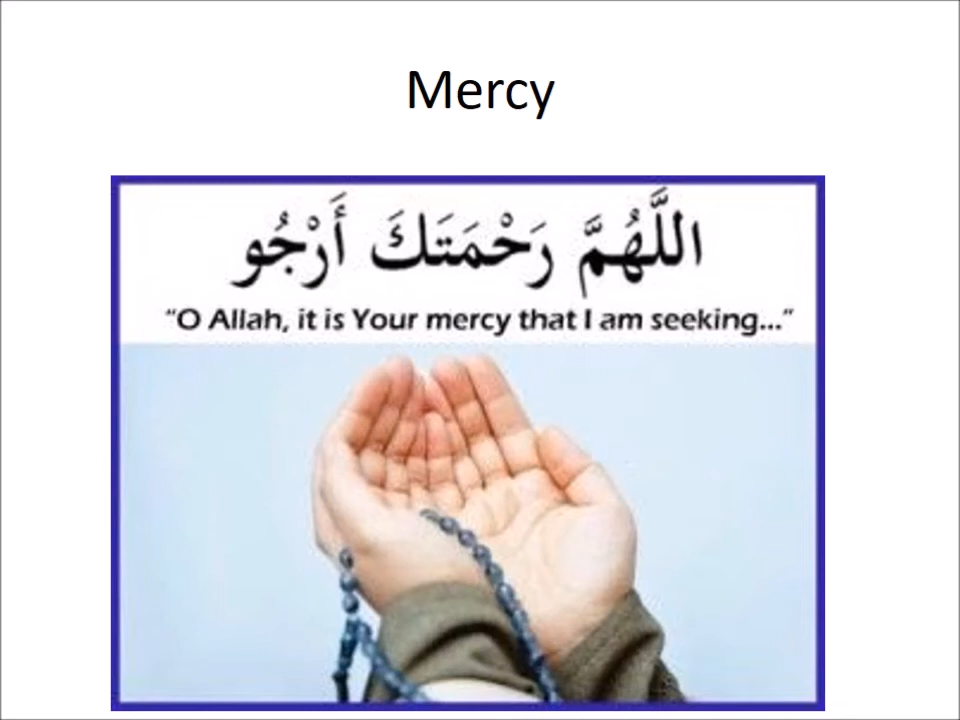 Mercy
اللَّهُمَّ رَحْمَتَكَ أَرْجُو
“O Allah, it is Your mercy that I am seeking...”